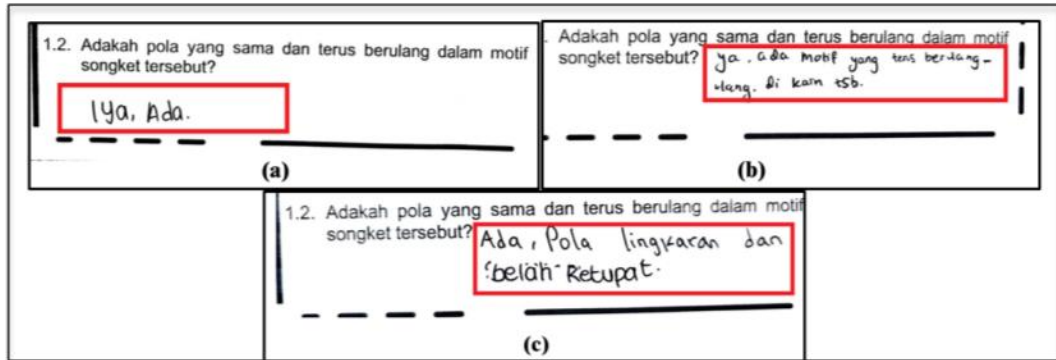 1.2. Adakah pola yang sama dan terus berulang dalam motif
songket tersebut?
Iya, Ada.
(a)
. Adakah pola yang sama dan terus berulang dalam motif
songket tersebut?
ya. ada motif yang terus berulang-
ulang. di kain tsb.
(b)
1.2. Adakah pola yang sama dan terus berulang dalam motif
songket tersebut?
Ada, Pola lingkaran dan
"belah" Retupat.
(c)